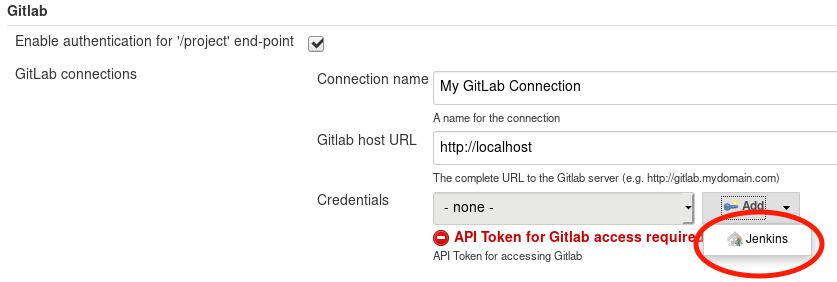 Gitlab
Enable authentication for '/project' end-point
GitLab connections
Connection name
My GitLab Connection
A name for the connection
Gitlab host URL
http://localhost
The complete URL to the Gitlab server (e.g. http://gitlab.mydomain.com)
Credentials
- none -
Add
API Token for Gitlab access required
Jenkins
API Token for accessing Gitlab